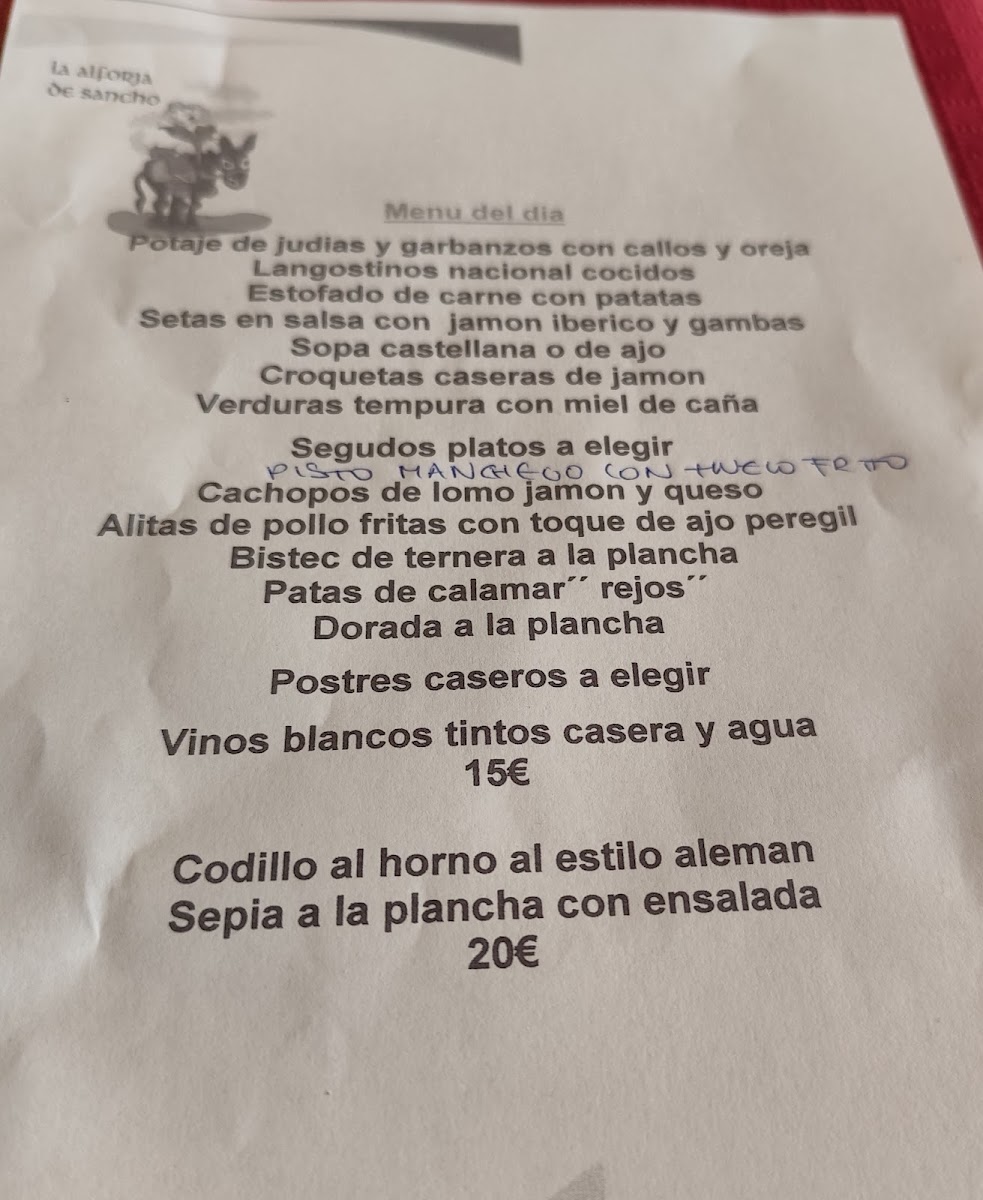 La alforja
de sancho
Menu del dia
Potaje de judias y garbanzos con callos y oreja
Langostinos nacional cocidos
Estofado de carne con patatas
Setas en salsa con jamon iberico y gambas
Sopa castellana o de ajo
Croquetas caseras de jamon
Verduras tempura con miel de caña
Segudos platos a elegir
PISTO MANCHEGO CON HUEVO FRITO
Cachopos de lomo jamon y queso
Alitas de pollo fritas con toque de ajo peregil
Bistec de ternera a la plancha
Patas de calamar´´ rejos´´
Dorada a la plancha
Postres caseros a elegir
Vinos blancos tintos casera y agua
15€
Codillo al horno al estilo aleman
Sepia a la plancha con ensalada
20€